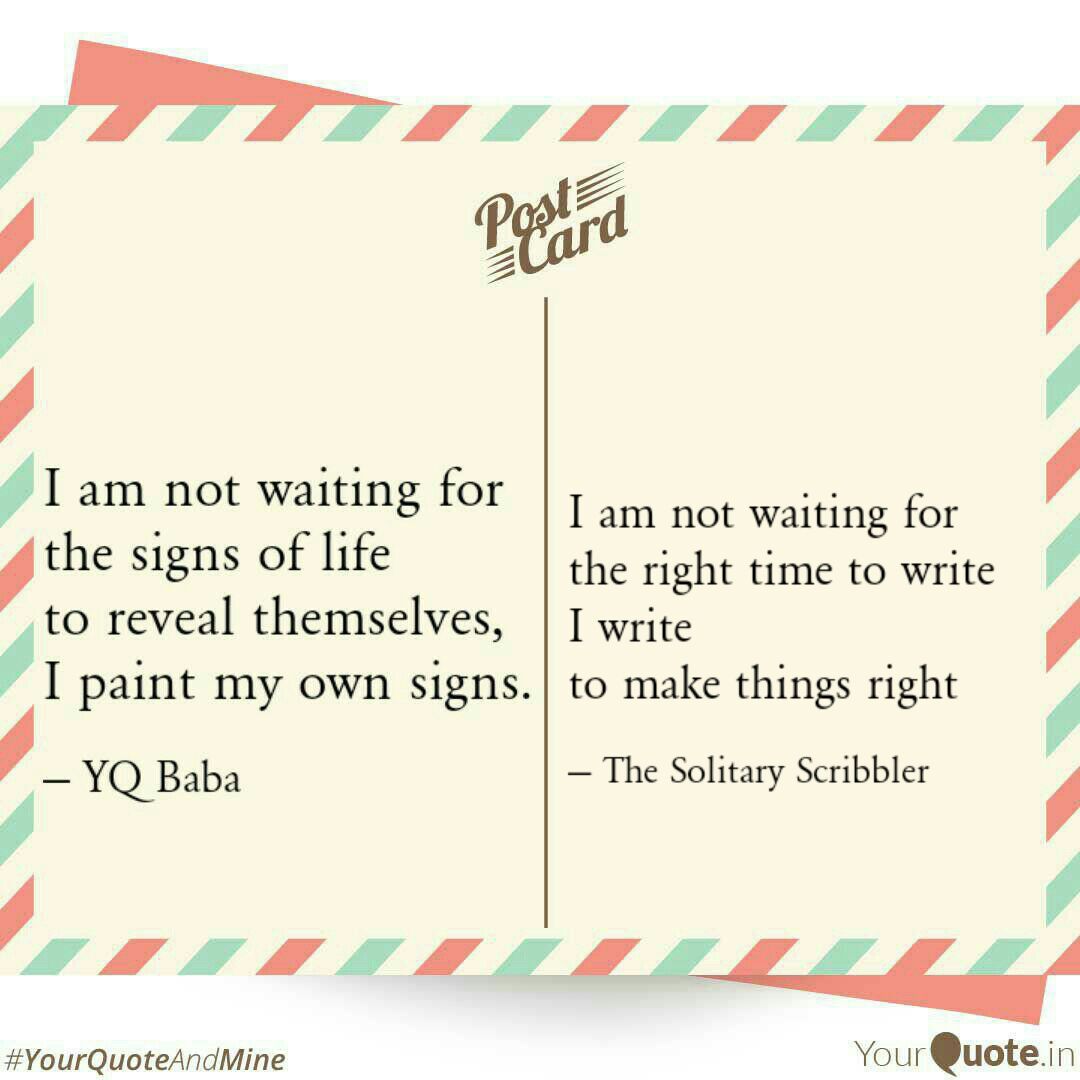 Post
Card
I am not waiting for
the signs of life
to reveal themselves,
I paint my own signs.
– YQ Baba
I am not waiting for
the right time to write
I write
to make things right
– The Solitary Scribbler
#YourQuoteAndMine
YourQuote.in